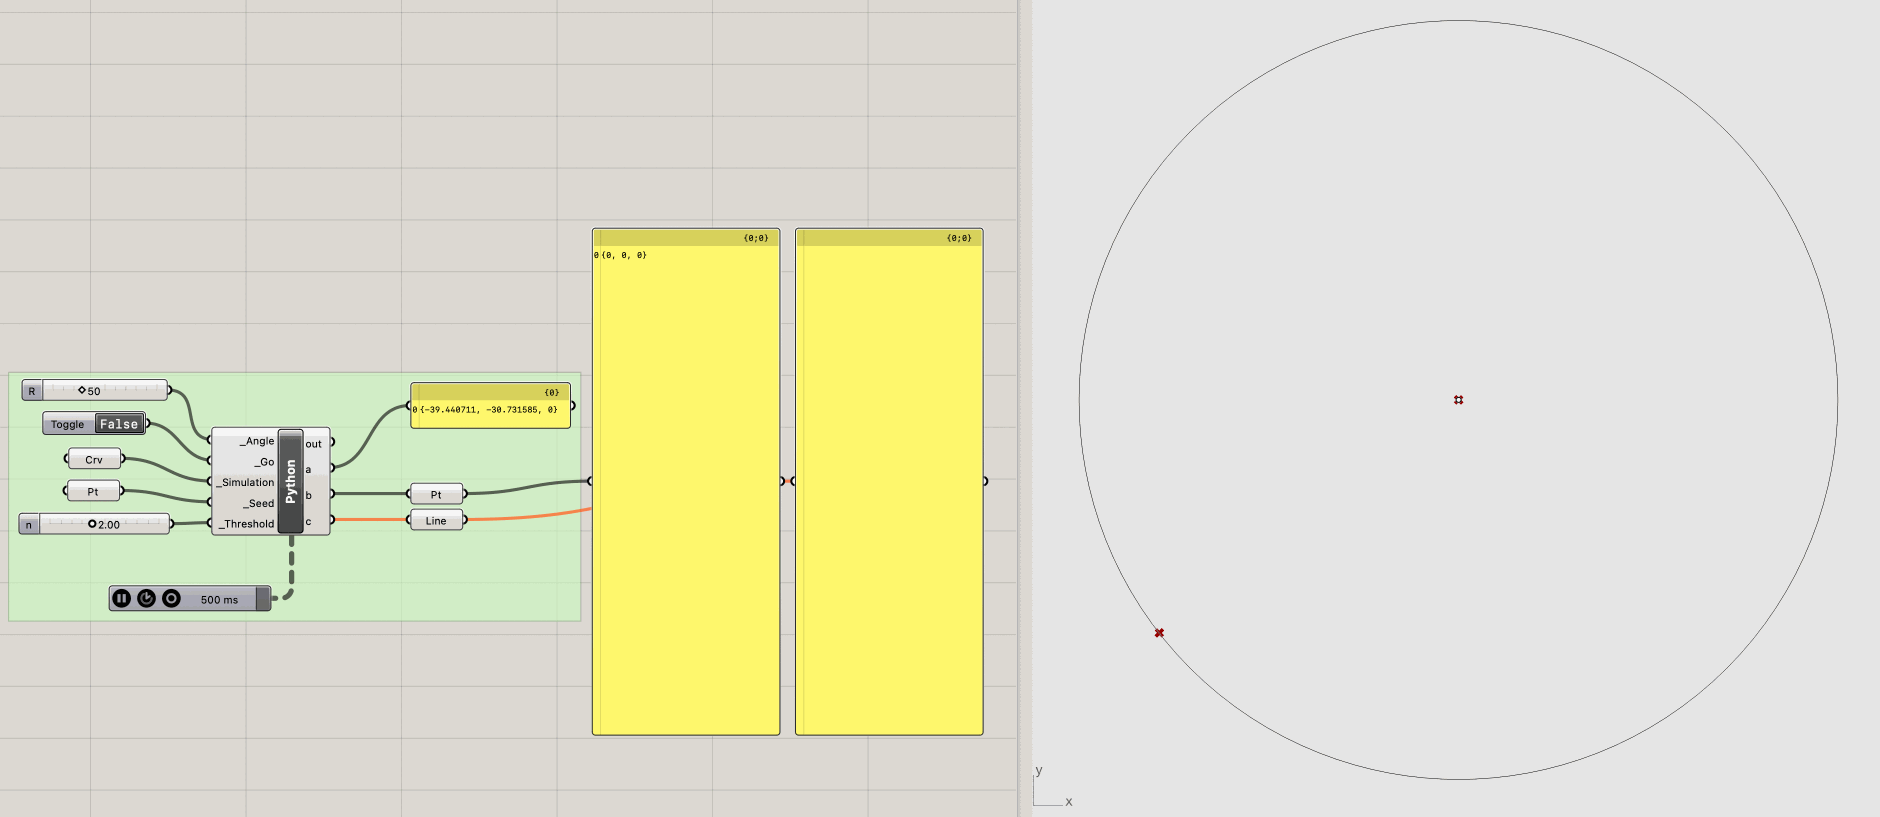 {0;0}
{0;0}
0 {0, 0, 0}
R 50
{0}
0 {-39.440711, -30.731585, 0}
Toggle False
_Angle
out
_Go
a
Crv
_Simulation
Pt
b
Pt
_Seed
n 2.00
_Threshold
c
Line
Python
500 ms
y
x